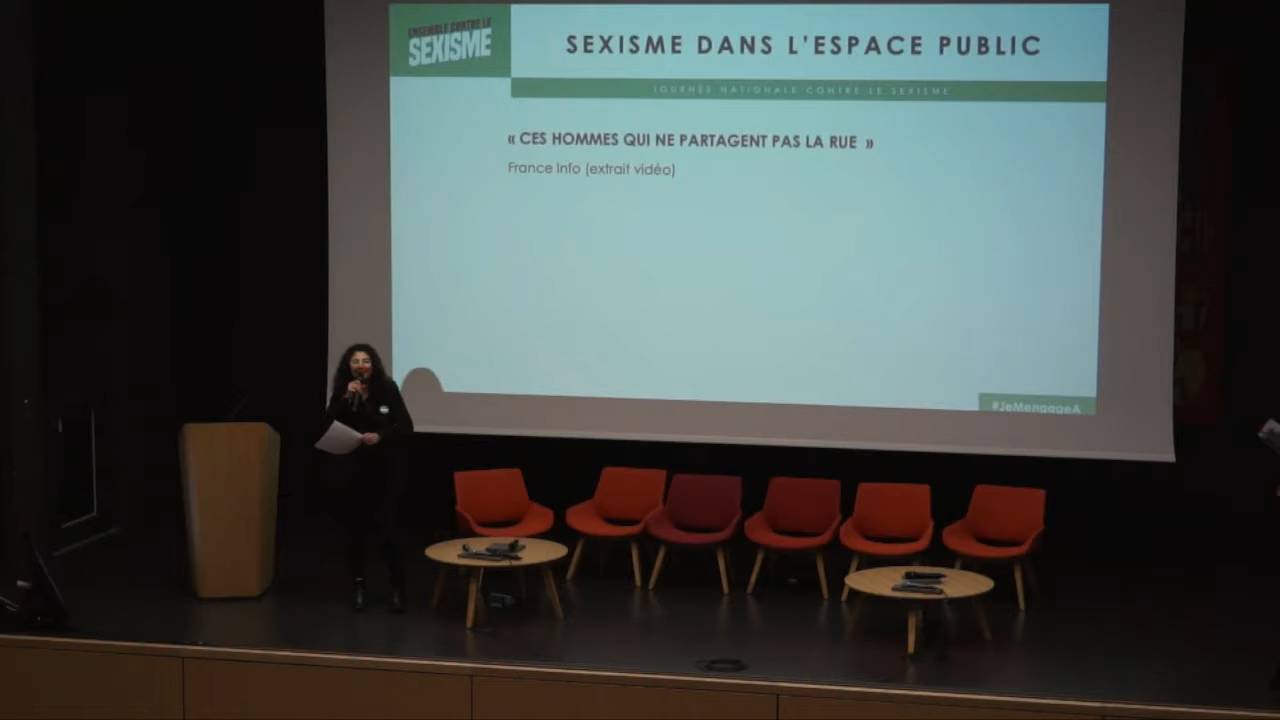 ENSEMBLE CONTRE LE
SEXISME
SEXISME DANS L'ESPACE PUBLIC
JOURNÉE NATIONALE CONTRE LE SEXISME
« CES HOMMES QUI NE PARTAGENT PAS LA RUE »
France Info (extrait vidéo)
#JeMengageA